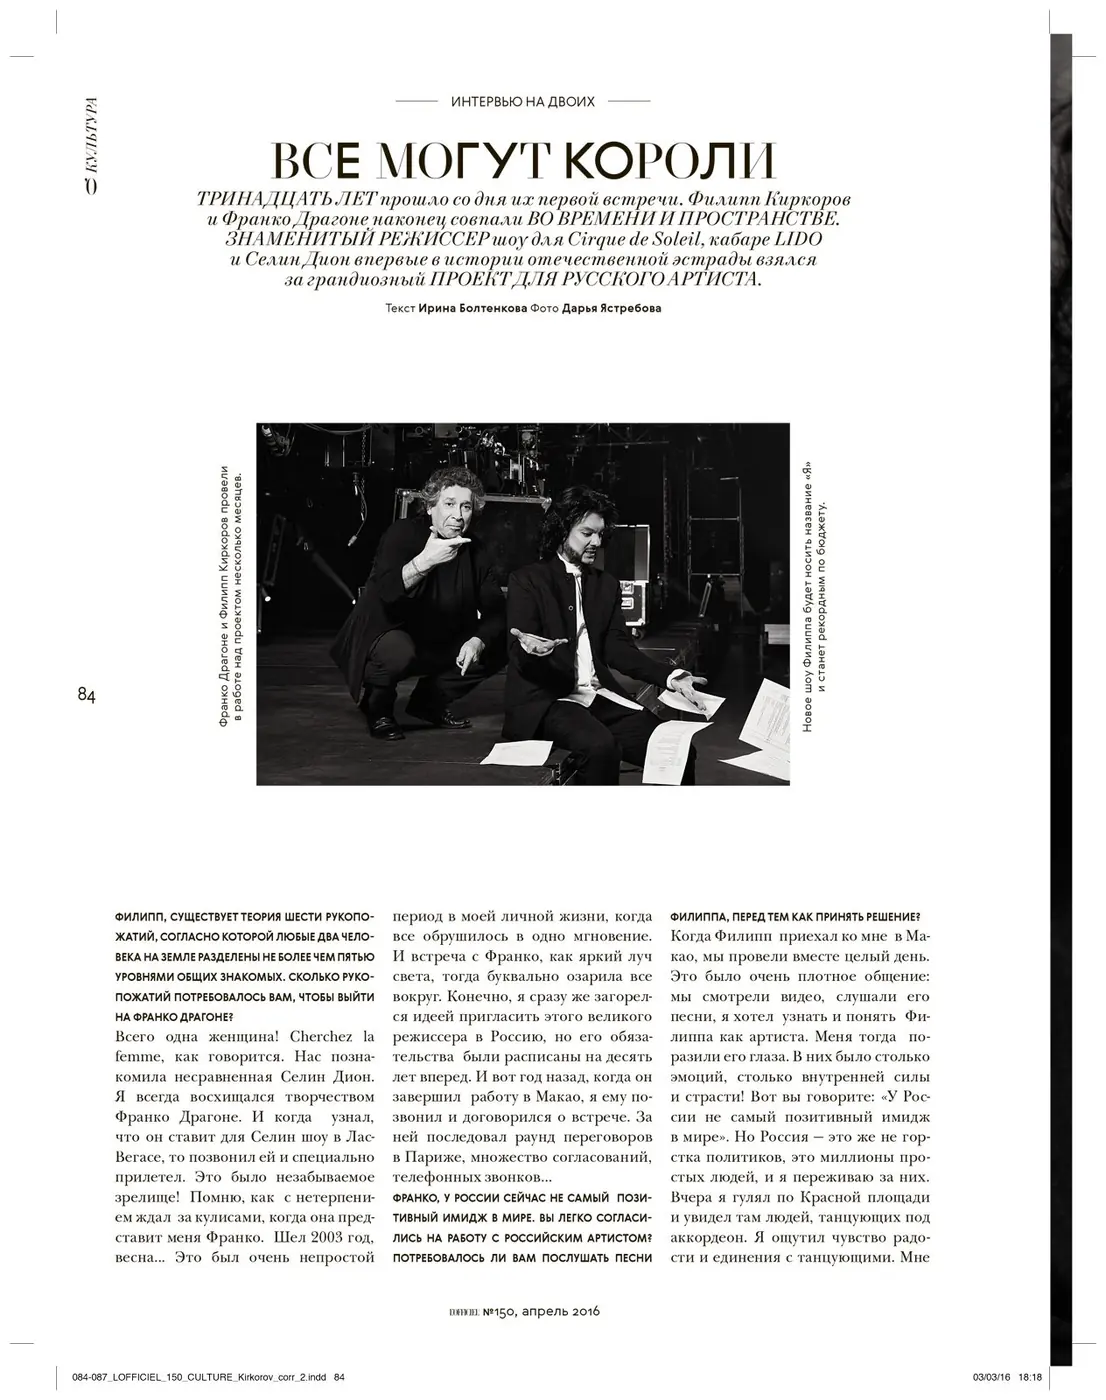 КУЛЬТУРА
ИНТЕРВЬЮ НА ДВОИХ
ВСЕ МОГУТ КОРОЛИ
ТРИНАДЦАТЬ ЛЕТ прошло со дня их первой встречи. Филипп Киркоров
и Франко Драгоне наконец совпали ВО ВРЕМЕНИ И ПРОСТРАНСТВЕ.
ЗНАМЕНИТЫЙ РЕЖИССЕР шоу для Cirque de Soleil, кабаре LIDO
и Селин Дион впервые в истории отечественной эстрады взялся
за грандиозный ПРОЕКТ ДЛЯ РУССКОГО АРТИСТА.
Текст Ирина Болтенкова Фото Дарья Ястребова
Франко Драгоне и Филипп Киркоров провели
в работе над проектом несколько месяцев.
Новое шоу Филиппа будет носить название «Я»
и станет рекордным по бюджету.
84
ФИЛИПП, СУЩЕСТВУЕТ ТЕОРИЯ ШЕСТИ РУКОПО-
ЖАТИЙ, СОГЛАСНО КОТОРОЙ ЛЮБЫЕ ДВА ЧЕЛО-
ВЕКА НА ЗЕМЛЕ РАЗДЕЛЕНЫ НЕ БОЛЕЕ ЧЕМ ПЯТЬЮ
УРОВНЯМИ ОБЩИХ ЗНАКОМЫХ. СКОЛЬКО РУКО-
ПОЖАТИЙ ПОТРЕБОВАЛОСЬ ВАМ, ЧТОБЫ ВЫЙТИ
НА ФРАНКО ДРАГОНЕ?
Всего одна женщина! Cherchez la
femme, как говорится. Нас позна-
комила несравненная Селин Дион.
Я всегда восхищался творчеством
Франко Драгоне. И когда узнал,
что он ставит для Селин шоу в Лас-
Вегасе, то позвонил ей и специально
прилетел. Это было незабываемое
зрелище! Помню, как с нетерпени-
ем ждал за кулисами, когда она пред-
ставит меня Франко. Шел 2003 год,
весна... Это был очень непростой
период в моей личной жизни, когда
все обрушилось в одно мгновение.
И встреча с Франко, как яркий луч
света, тогда буквально озарила все
вокруг. Конечно, я сразу же загорел-
ся идеей пригласить этого великого
режиссера в Россию, но его обяза-
тельства были расписаны на десять
лет вперед. И вот год назад, когда он
завершил работу в Макао, я ему по-
звонил и договорился о встрече. За
ней последовал раунд переговоров
в Париже, множество согласований,
телефонных звонков...
ФРАНКО, У РОССИИ СЕЙЧАС НЕ САМЫЙ ПОЗИ-
ТИВНЫЙ ИМИДЖ В МИРЕ. ВЫ ЛЕГКО СОГЛАСИ-
ЛИСЬ НА РАБОТУ С РОССИЙСКИМ АРТИСТОМ?
ПОТРЕБОВАЛОСЬ ЛИ ВАМ ПОСЛУШАТЬ ПЕСНИ
ФИЛИППА, ПЕРЕД ТЕМ КАК ПРИНЯТЬ РЕШЕНИЕ?
Когда Филипп приехал ко мне в Ма-
као, мы провели вместе целый день.
Это было очень плотное общение:
мы смотрели видео, слушали его
песни, я хотел узнать и понять Фи-
липпа как артиста. Меня тогда по-
разили его глаза. В них было столько
эмоций, столько внутренней силы
и страсти! Вот вы говорите: «У Рос-
сии не самый позитивный имидж
в мире». Но Россия — это же не гор-
стка политиков, это миллионы про-
стых людей, и я переживаю за них.
Вчера я гулял по Красной площади
и увидел там людей, танцующих под
аккордеон. Я ощутил чувство радо-
сти и единения с танцующими. Мне
L'OFFICIEL №150, апрель 2016
084-087_LOFFICIEL_150_CULTURE_Kirkorov_corr_2.indd 84
03/03/16 18:18